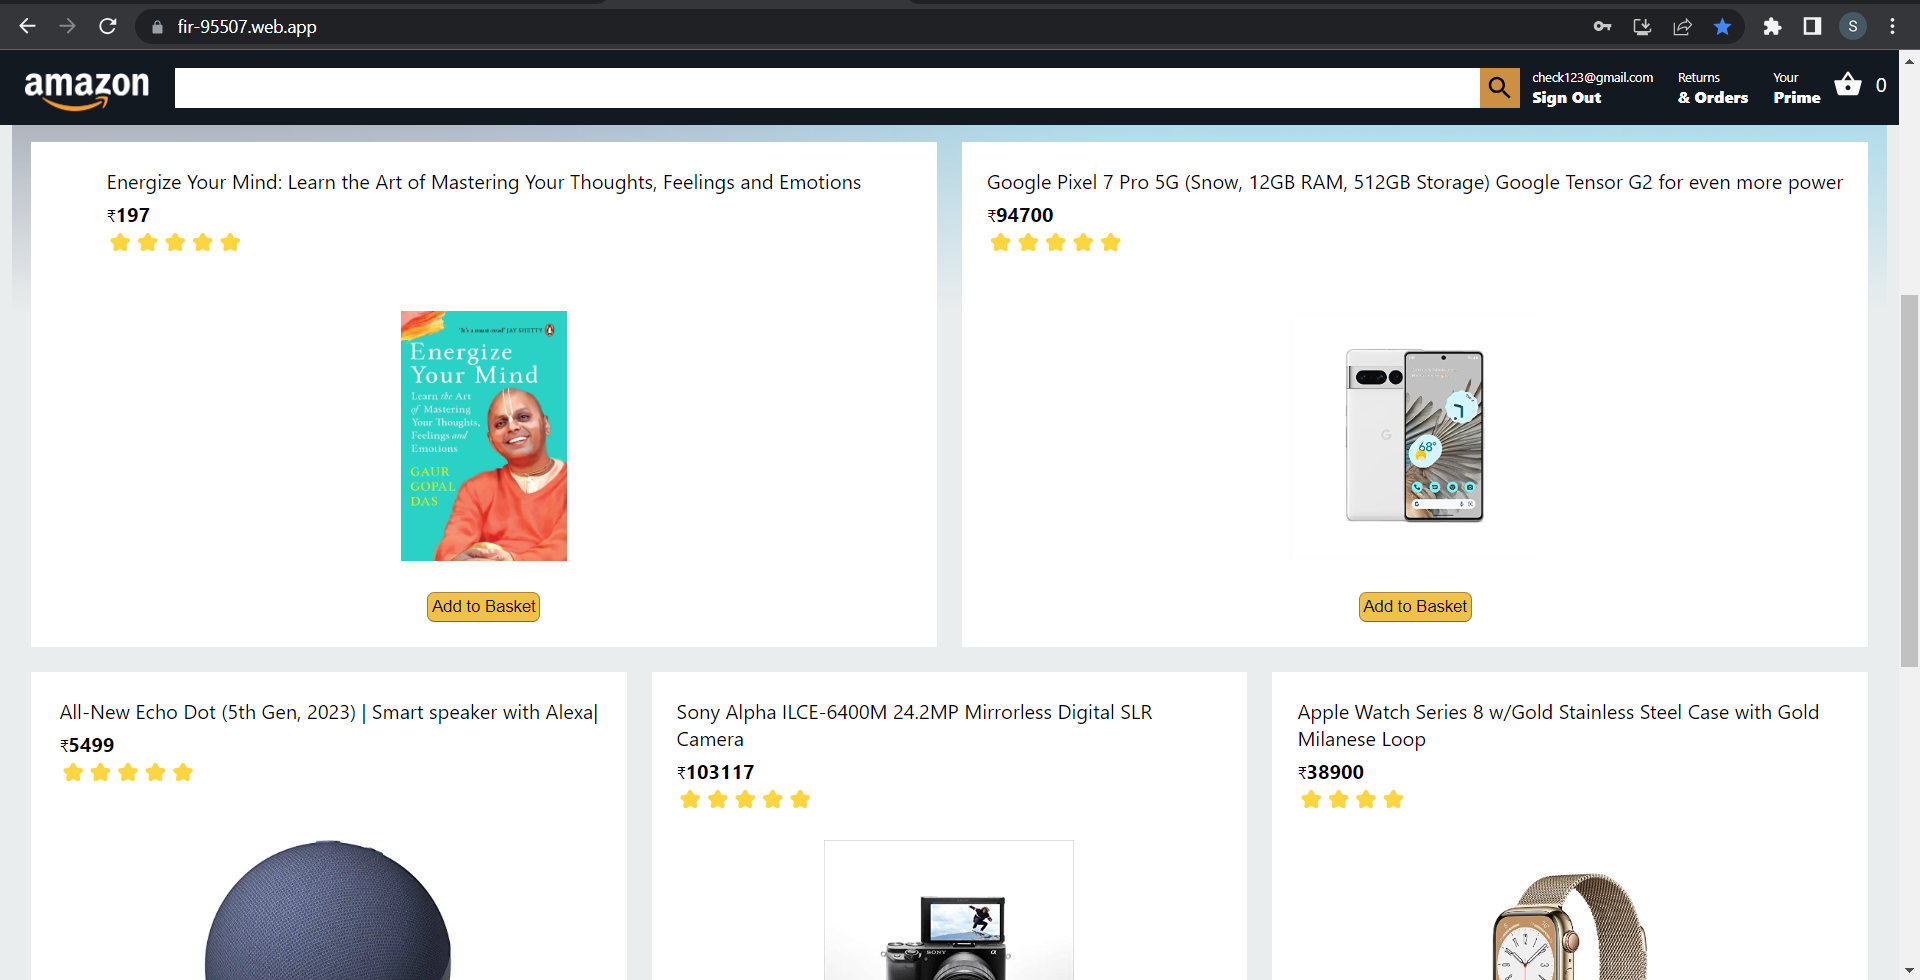 fir-95507.web.app
S
amazon
check123@gmail.com
Sign Out
Returns
& Orders
Your
Prime
0
Energize Your Mind: Learn the Art of Mastering Your Thoughts, Feelings and Emotions
₹197
'It's a must-read' JAY SHETTY
Energize
Your Mind
Learn the Art
of Mastering
Your Thoughts,
Feelings and
Emotions
GAUR
GOPAL
DAS
Add to Basket
Google Pixel 7 Pro 5G (Snow, 12GB RAM, 512GB Storage) Google Tensor G2 for even more power
₹94700
68°
Add to Basket
All-New Echo Dot (5th Gen, 2023) | Smart speaker with Alexa|
₹5499
Sony Alpha ILCE-6400M 24.2MP Mirrorless Digital SLR
Camera
₹103117
SONY
α
Apple Watch Series 8 w/Gold Stainless Steel Case with Gold
Milanese Loop
₹38900